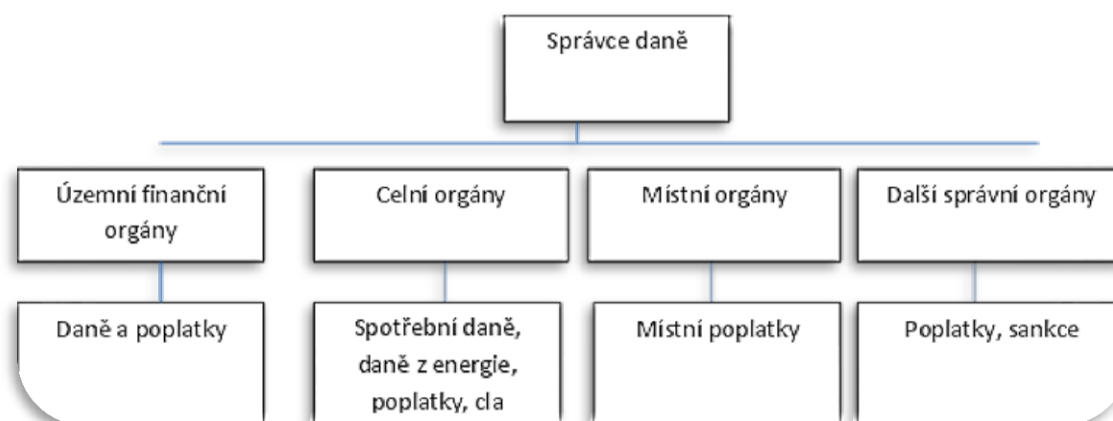 Správce daně
Územní finanční
orgány
Celní orgány
Místní orgány
Další správní orgány
Daně a poplatky
Spotřební daně,
daně z energie,
poplatky, cla
Místní poplatky
Poplatky, sankce